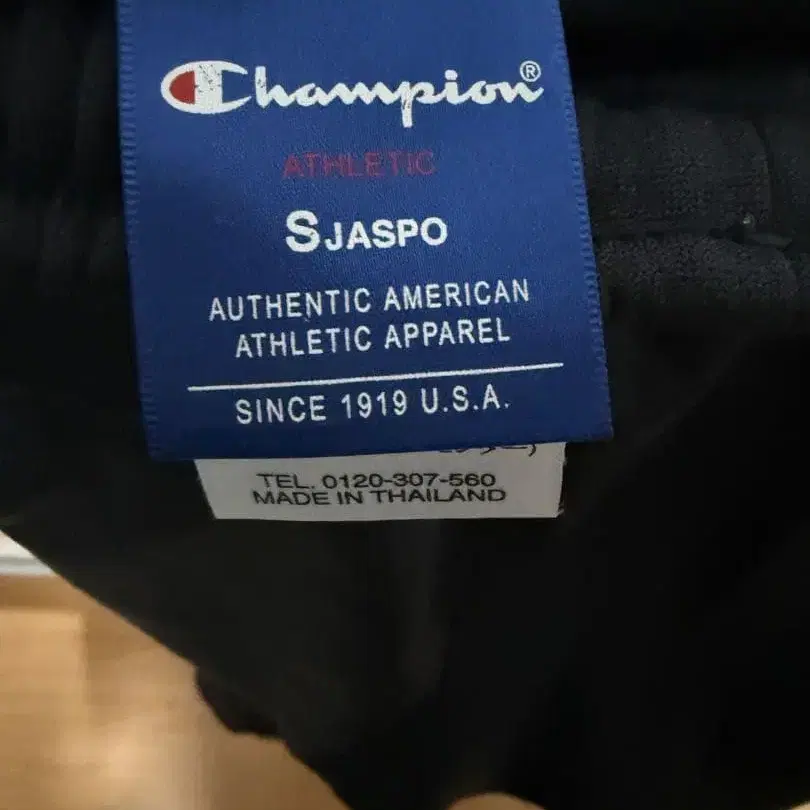 Champion®
ATHLETIC
SJASPO
AUTHENTIC AMERICAN
ATHLETIC APPAREL
SINCE 1919 U.S.A.
TEL. 0120-307-560
MADE IN THAILAND